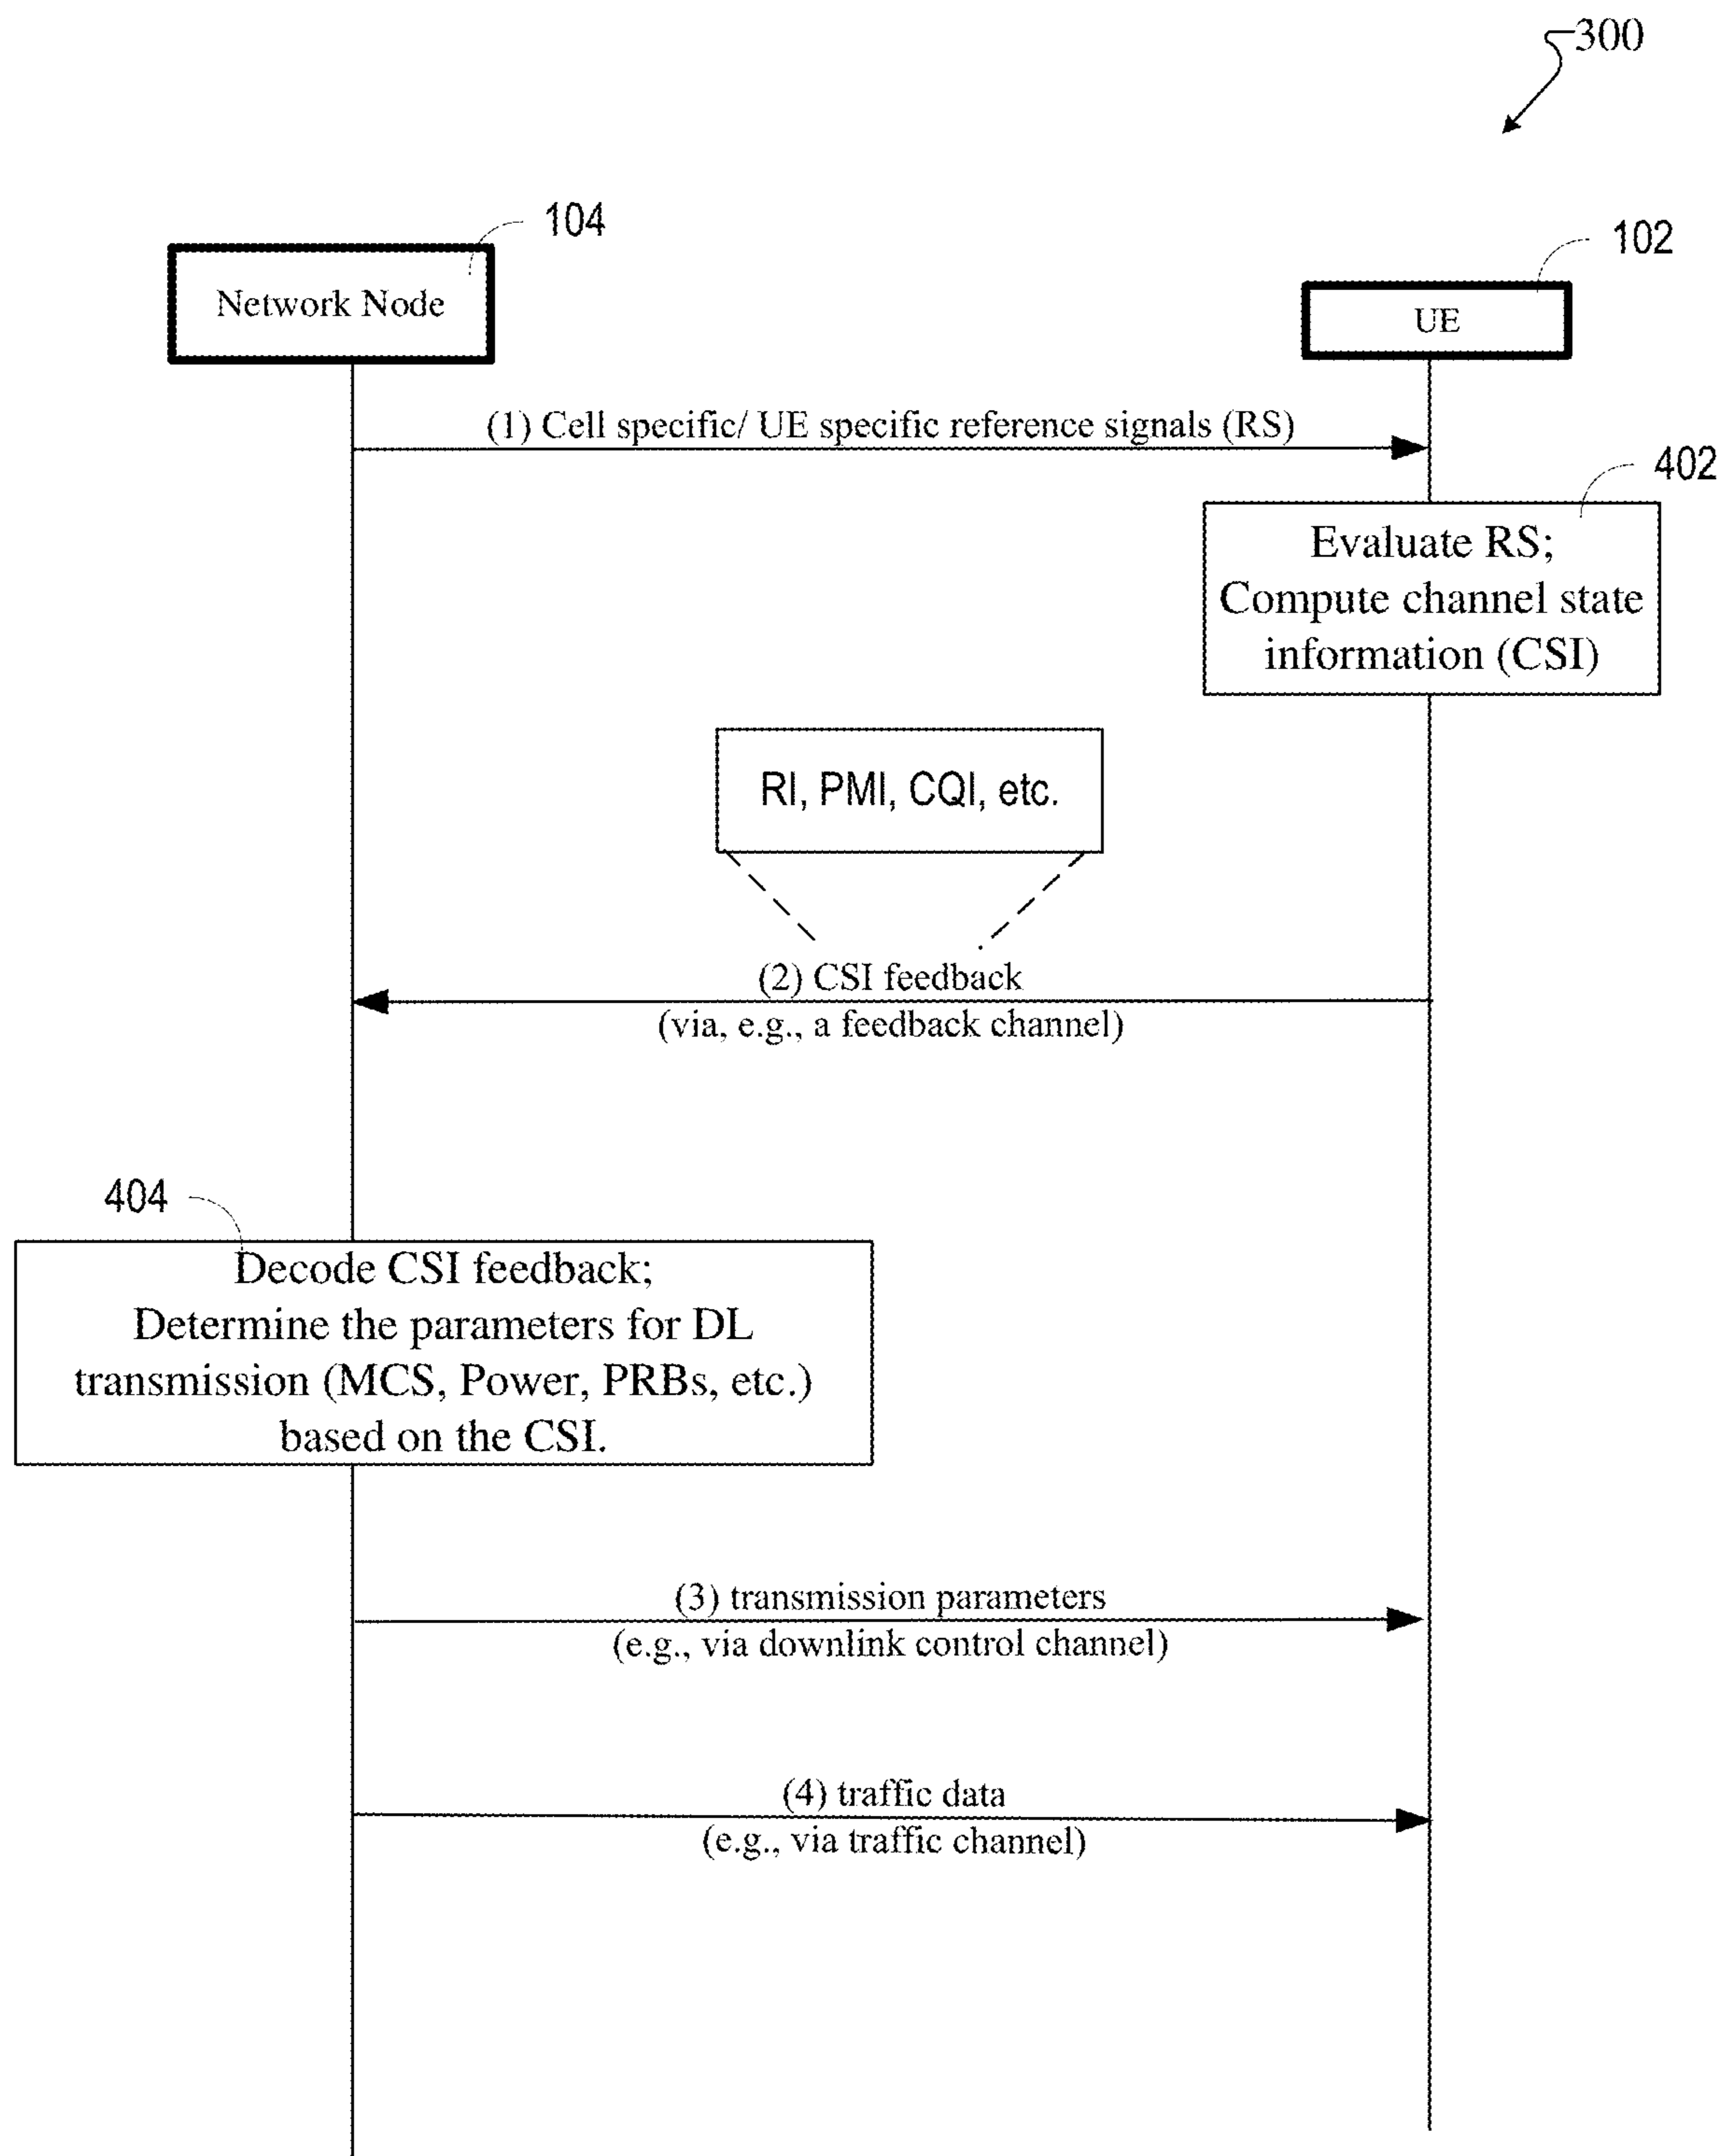 300
104
Network Node
102
UE
(1) Cell specific/ UE specific reference signals (RS)
402
Evaluate RS;
Compute channel state
information (CSI)
RI, PMI, CQI, etc.
(2) CSI feedback
(via, e.g., a feedback channel)
404
Decode CSI feedback;
Determine the parameters for DL
transmission (MCS, Power, PRBs, etc.)
based on the CSI.
(3) transmission parameters
(e.g., via downlink control channel)
(4) traffic data
(e.g., via traffic channel)